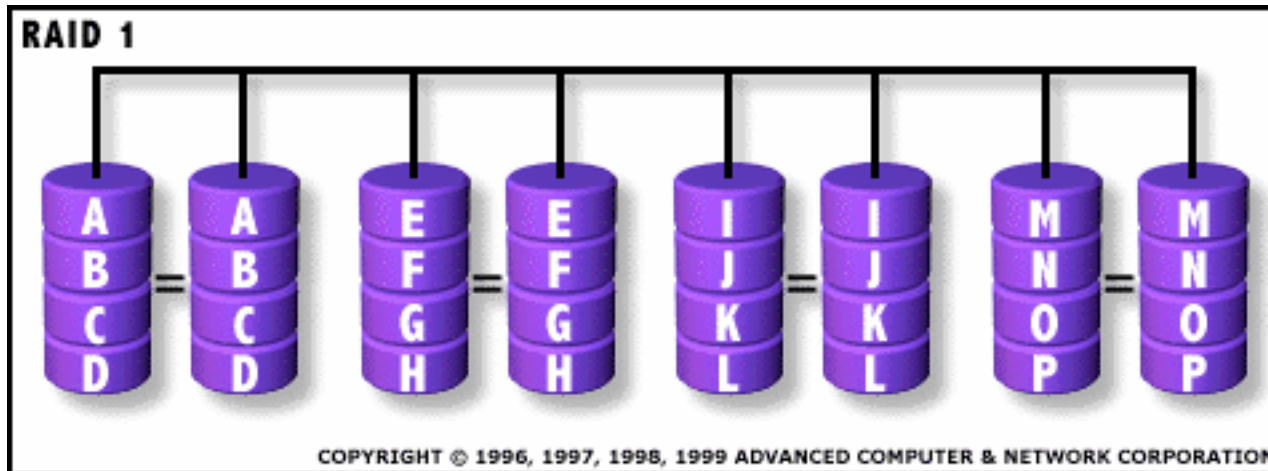 RAID 1
A A E E I I M M
B = B F = F J = J N = N
C C G G K K O O
D D H H L L P P
COPYRIGHT © 1996, 1997, 1998, 1999 ADVANCED COMPUTER & NETWORK CORPORATION